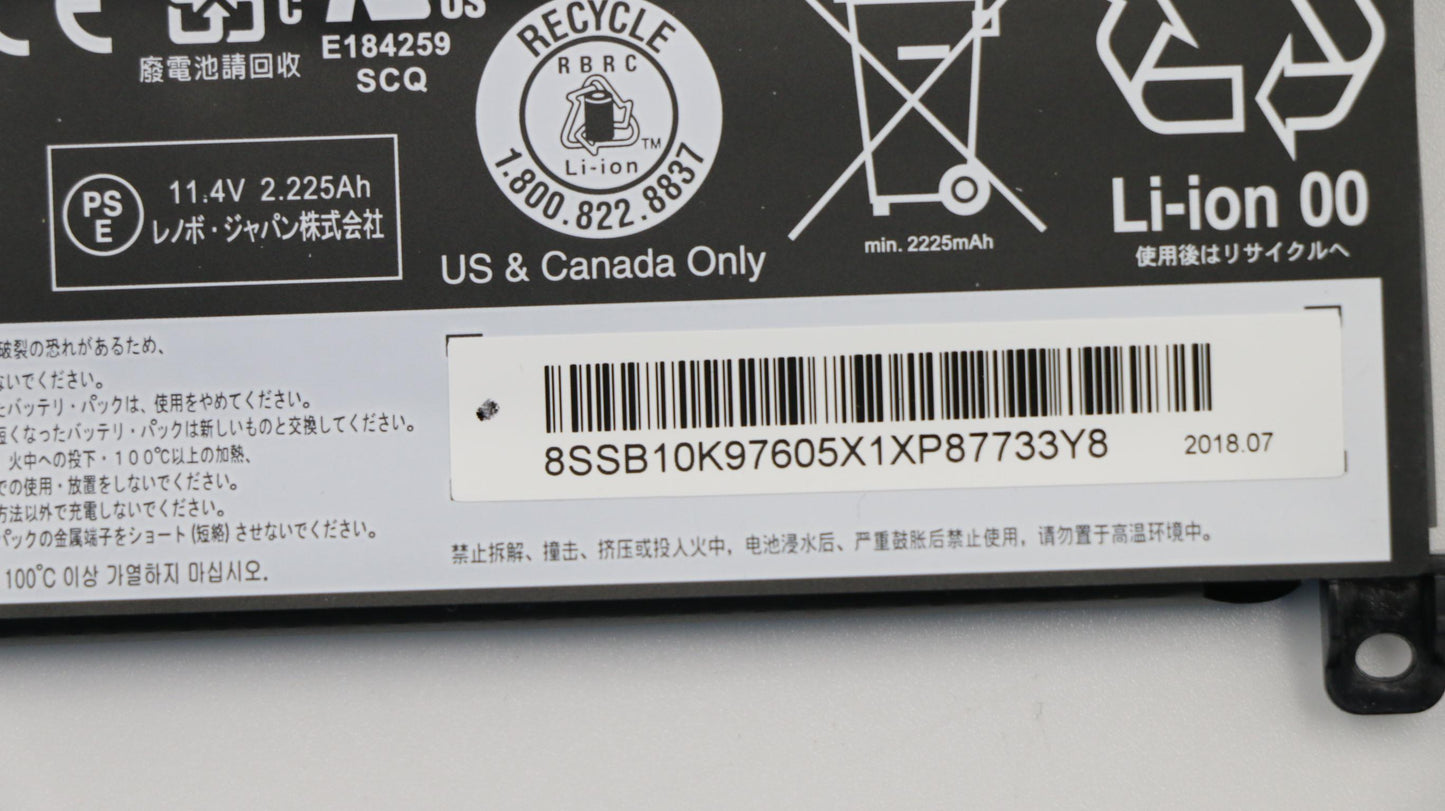 廢電池請回收
c
US
E184259
SCQ
PS
E
11.4V 2.225Ah
レノボ・ジャパン株式会社
RECYCLE
RBRC
TM
Li-ion
1.800.822.8837
US & Canada Only
min. 2225mAh
Li-ion 00
使用後はリサイクルへ
破裂の恐れがあるため、
ないでください。
たバッテリ・パックは、使用をやめてください。
短くなったバッテリ・パックは新しいものと交換してください。
火中への投下・100℃以上の加熱、
での使用・放置をしないでください。
方法以外で充電しないでください。
パックの金属端子をショート(短絡)させないでください。
100℃ 이상 가열하지 마십시오.
8SSB10K97605X1XP87733Y8
2018.07
禁止拆解、撞击、挤压或投入火中，电池浸水后、严重鼓胀后禁止使用，请勿置于高温环境中。